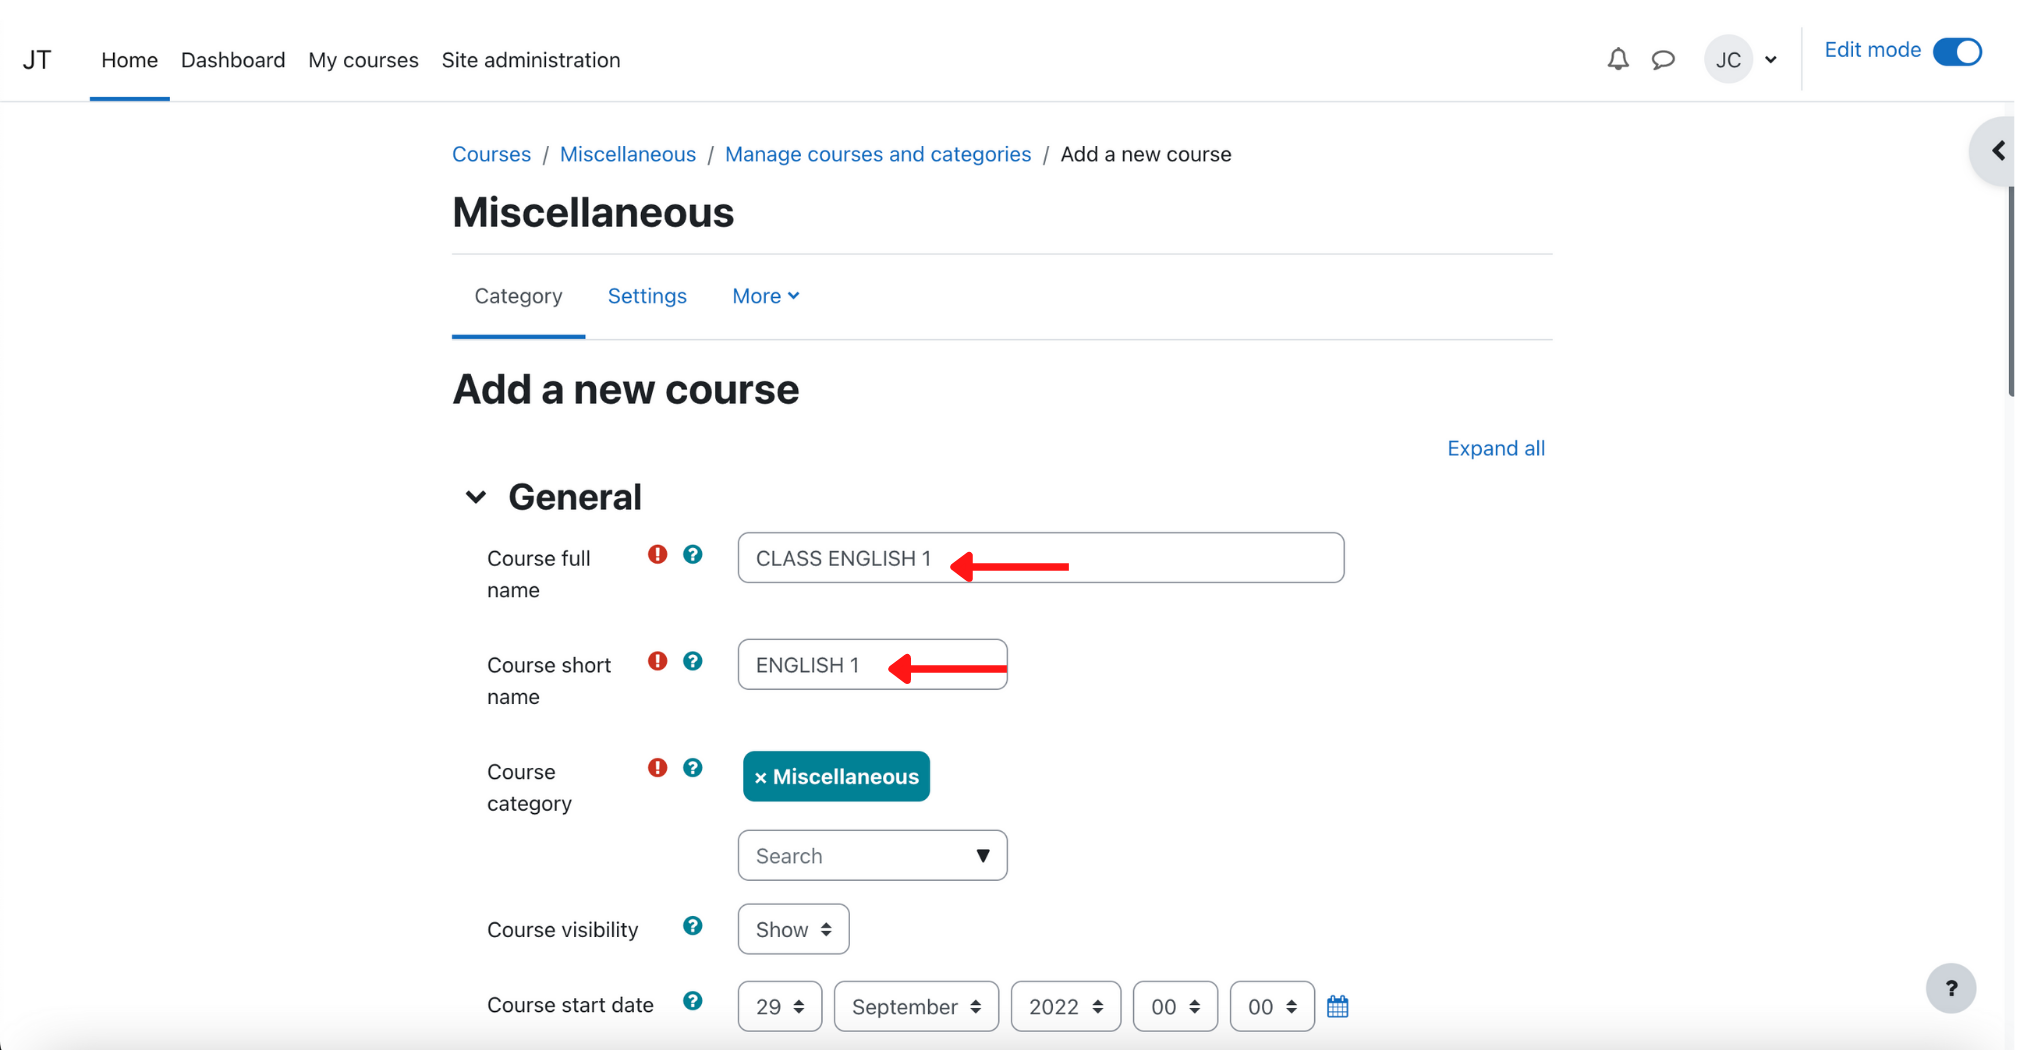 JT Home Dashboard My courses Site administration JC Edit mode
Courses / Miscellaneous / Manage courses and categories / Add a new course
Miscellaneous
Category Settings More
Add a new course
Expand all
General
Course full name
CLASS ENGLISH 1
Course short name
ENGLISH 1
Course category
× Miscellaneous
Search
Course visibility
Show
Course start date
29 September 2022 00 00
?